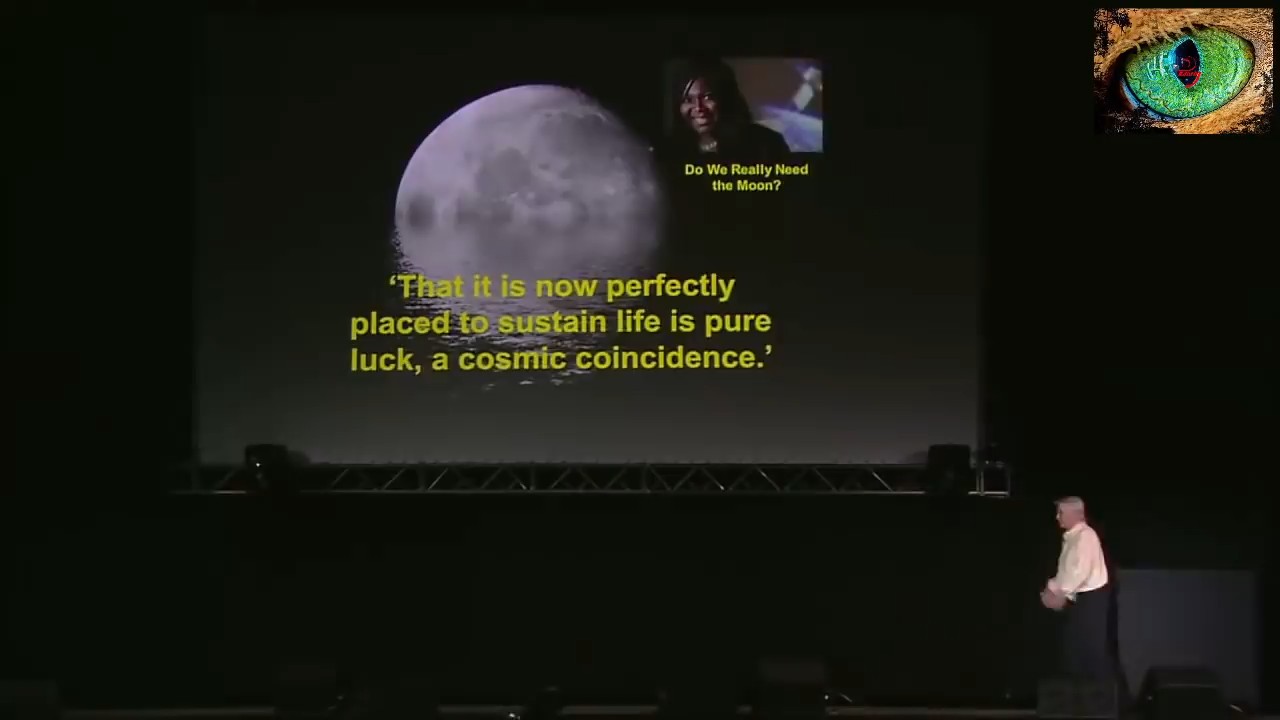 Do We Really Need
the Moon?
‘That it is now perfectly
placed to sustain life is pure
luck, a cosmic coincidence.’